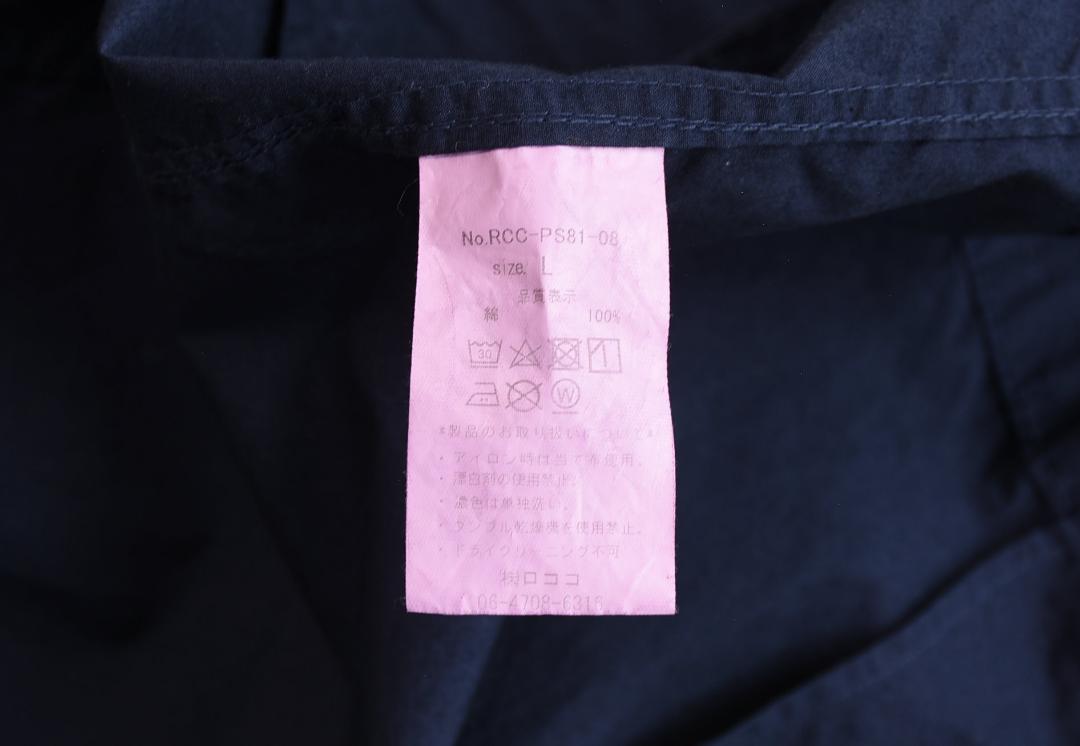 No.RCC-PS81-08
size. L
品質表示
綿 100%
30
W
*製品のお取り扱いについて*
・アイロン時は当て布使用。
・漂白剤の使用禁止。
・濃色は単独洗い。
・タンブル乾燥機を使用禁止。
・ドライクリーニング不可
㈱ロココ
06-4708-6316